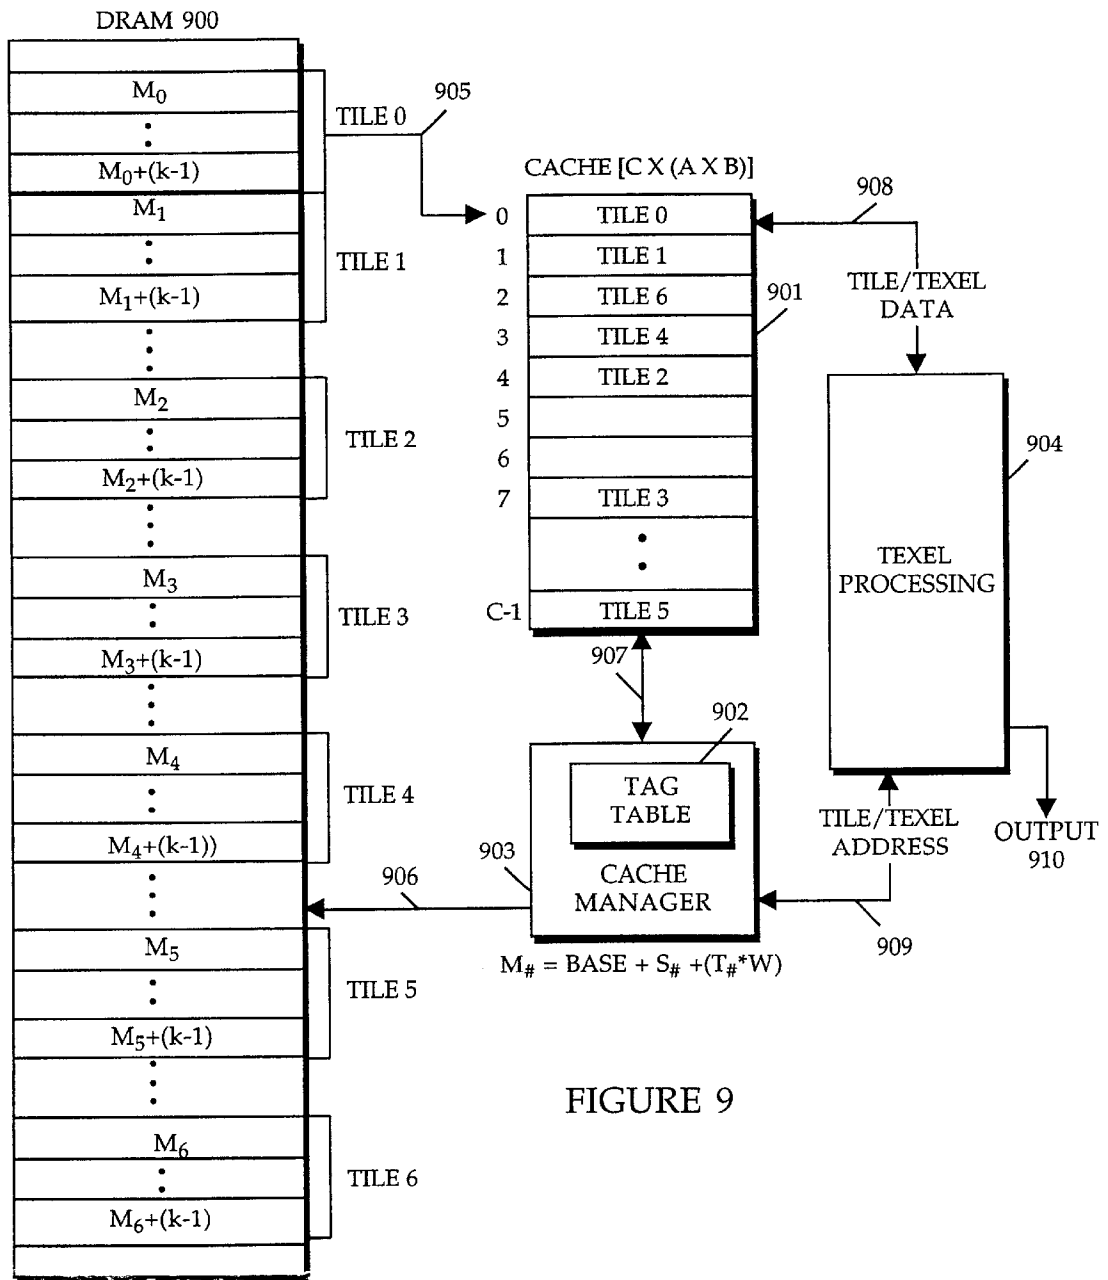 DRAM 900
M0
M0+(k-1)
M1
M1+(k-1)
M2
M2+(k-1)
M3
M3+(k-1)
M4
M4+(k-1))
M5
M5+(k-1)
M6
M6+(k-1)
TILE 0
TILE 1
TILE 2
TILE 3
TILE 4
TILE 5
TILE 6
905
CACHE [C X (A X B)]
0 TILE 0
1 TILE 1
2 TILE 6
3 TILE 4
4 TILE 2
5
6
7 TILE 3
C-1 TILE 5
901
908
TILE/TEXEL
DATA
904
TEXEL
PROCESSING
907
902
TAG
TABLE
903
CACHE
MANAGER
906
TILE/TEXEL
ADDRESS
909
OUTPUT
910
M# = BASE + S# +(T#*W)
FIGURE 9